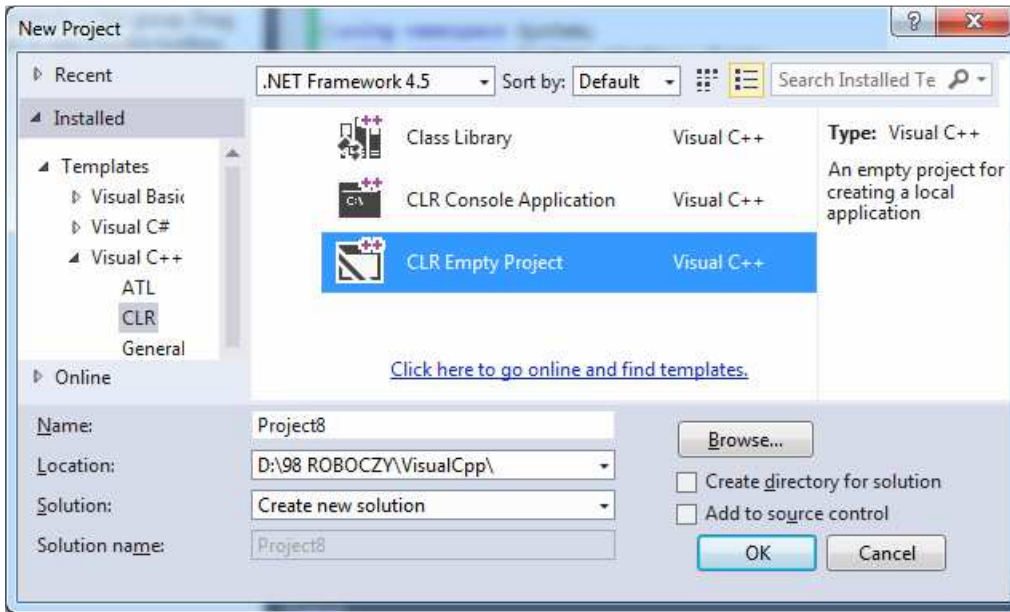 New Project
using namespace System;
Recent
.NET Framework 4.5
Sort by:
Default
Search Installed Te
Installed
Templates
Visual Basic
Visual C#
Visual C++
ATL
CLR
General
Online
Class Library
Visual C++
CLR Console Application
Visual C++
CLR Empty Project
Visual C++
Click here to go online and find templates.
Type: Visual C++
An empty project for
creating a local
application
Name:
Project8
Browse...
Location:
D:\98 ROBOCZY\VisualCpp\
Create directory for solution
Solution:
Create new solution
Add to source control
Solution name:
Project8
OK
Cancel